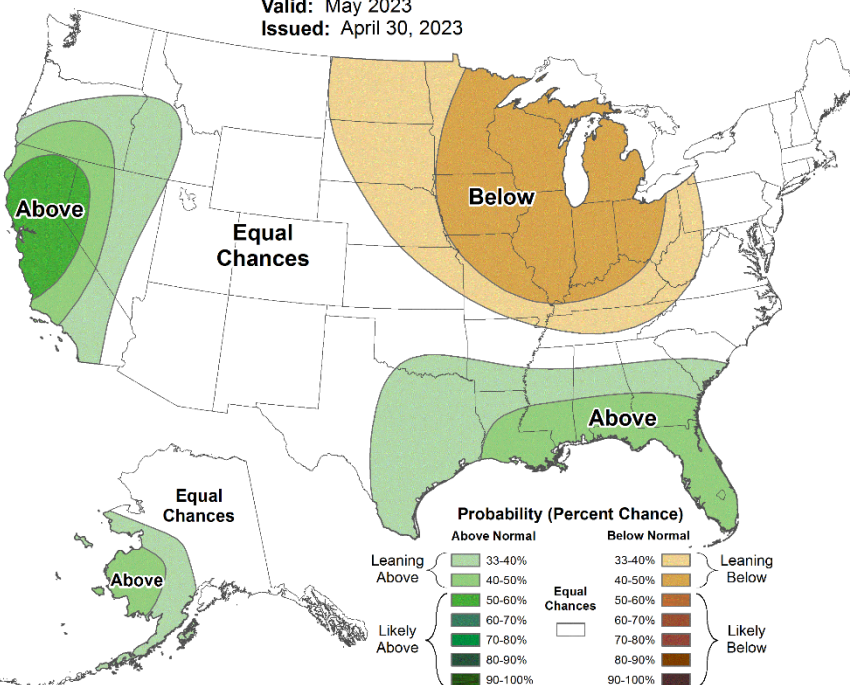 Valid: May 2023
Issued: April 30, 2023
Above
Equal
Chances
Below
Above
Equal
Chances
Above
Probability (Percent Chance)
Above Normal
Below Normal
Leaning
Above
33-40%
40-50%
50-60%
60-70%
70-80%
80-90%
90-100%
Likely
Above
Equal
Chances
33-40%
40-50%
50-60%
60-70%
70-80%
80-90%
90-100%
Leaning
Below
Likely
Below